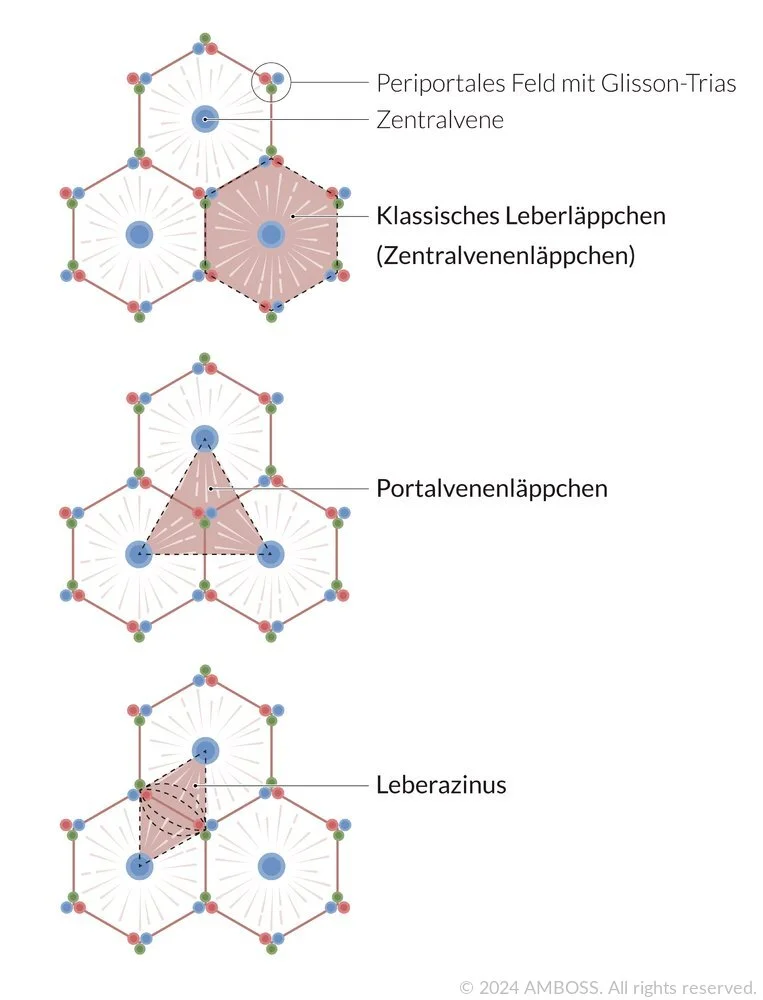 Periportales Feld mit Glisson-Trias
Zentralvene
Klassisches Leberläppchen
(Zentralvenenläppchen)
Portalvenenläppchen
Leberazinus
© 2024 AMBOSS. All rights reserved.